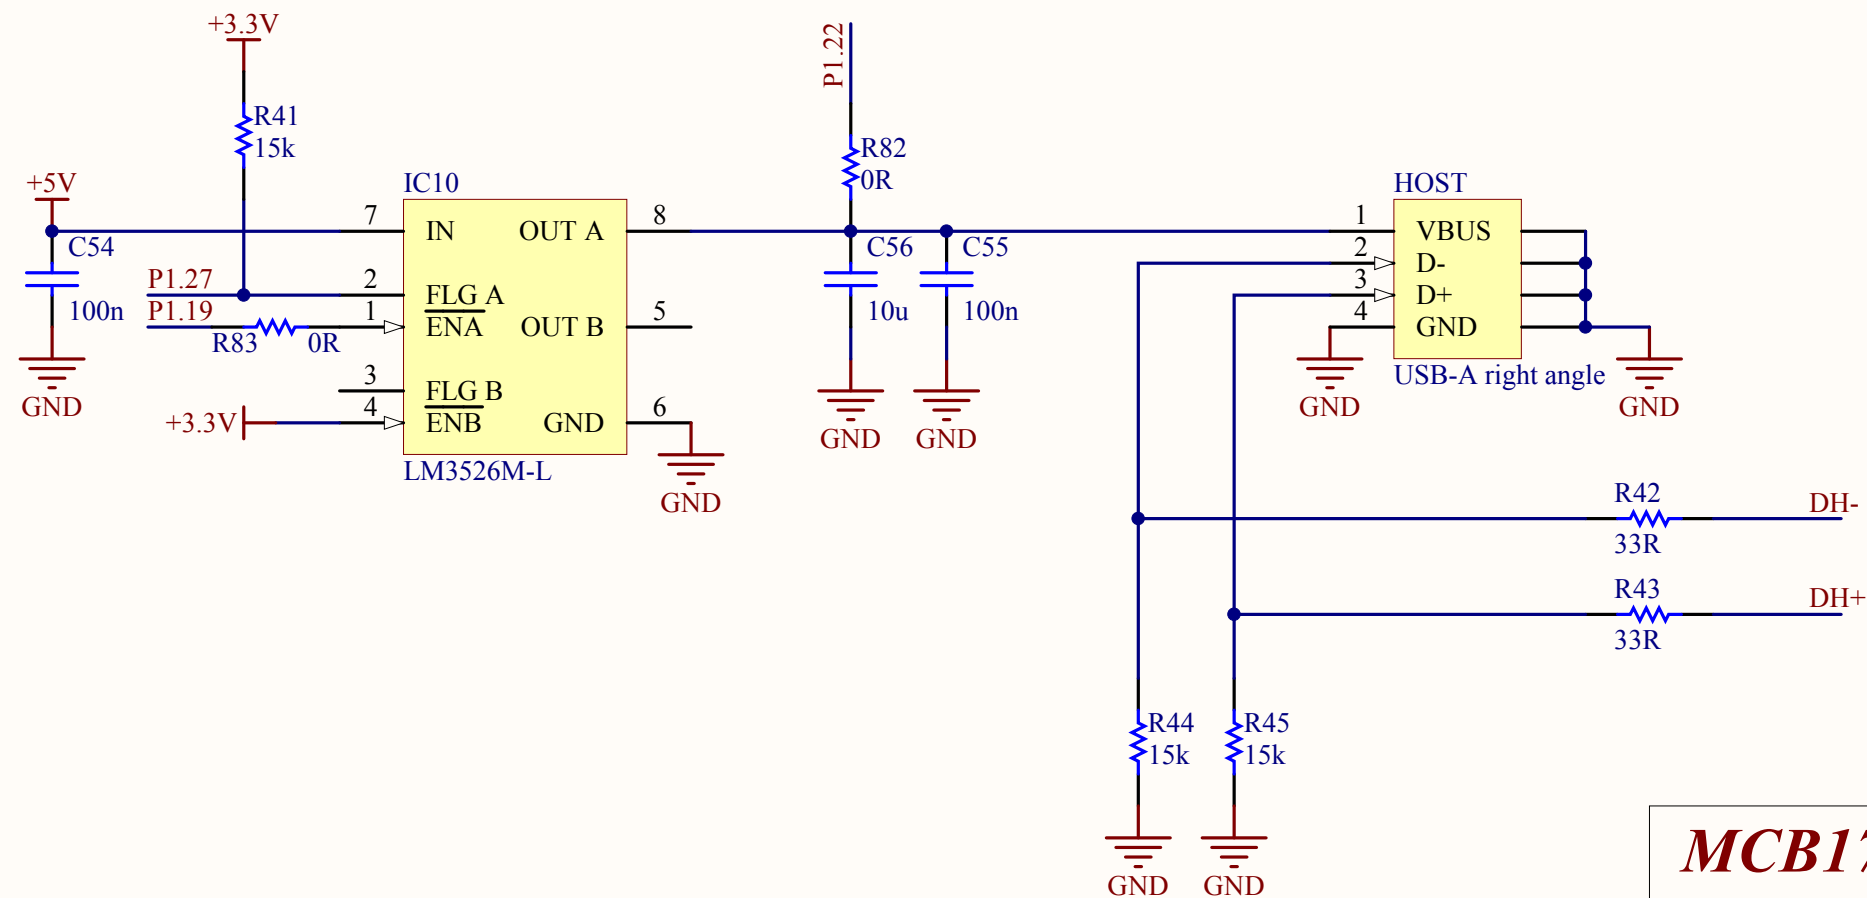 +3.3V
P1.22
R41
15k
R82
0R
+5V
IC10
HOST
7
IN
OUT A
8
1
VBUS
C54
C56
C55
2
D-
P1.27
2
FLG A
3
D+
100n
10u
100n
P1.19
1
ENA
OUT B
5
4
GND
R83
0R
3
FLG B
USB-A right angle
GND
+3.3V
4
ENB
GND
6
GND
GND
GND
GND
LM3526M-L
GND
R42
DH-
33R
R43
DH+
33R
R44
15k
R45
15k
GND
GND
MCB17